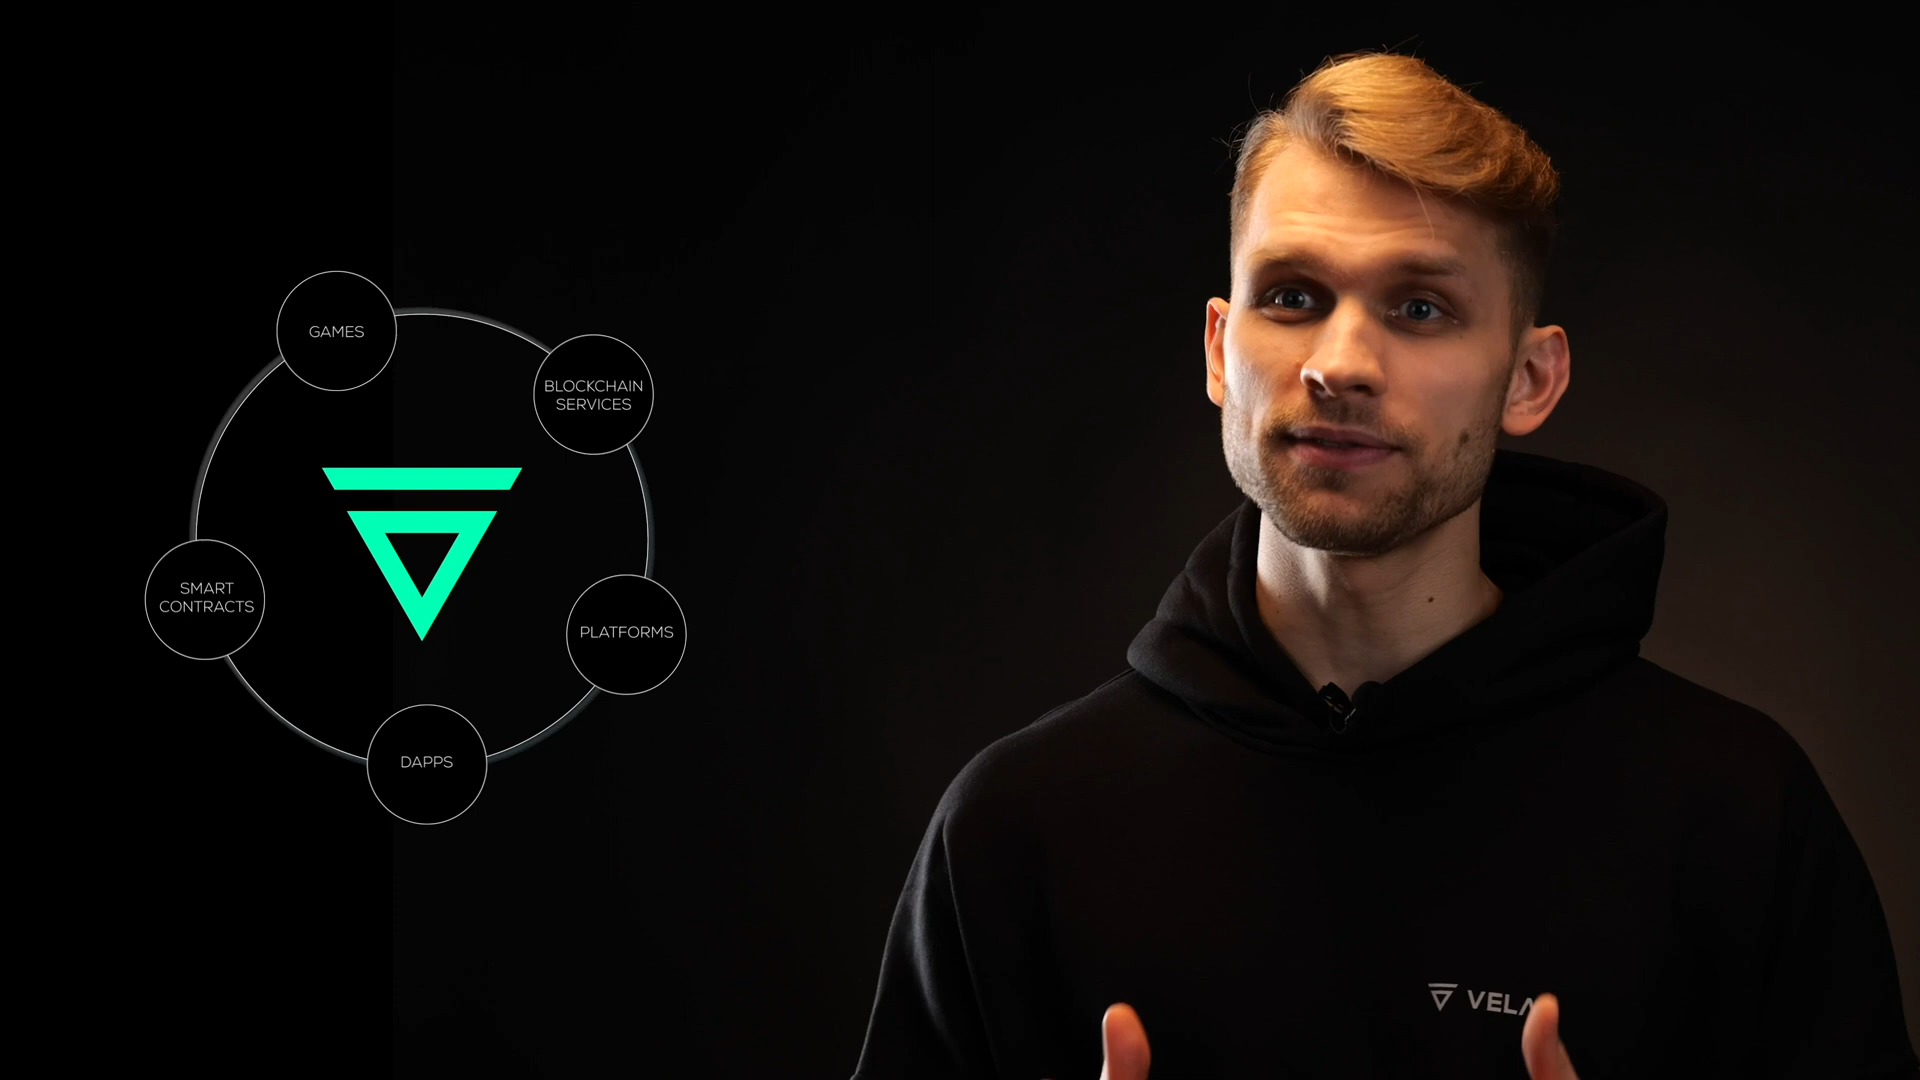 GAMES
BLOCKCHAIN
SERVICES
SMART
CONTRACTS
PLATFORMS
DAPPS